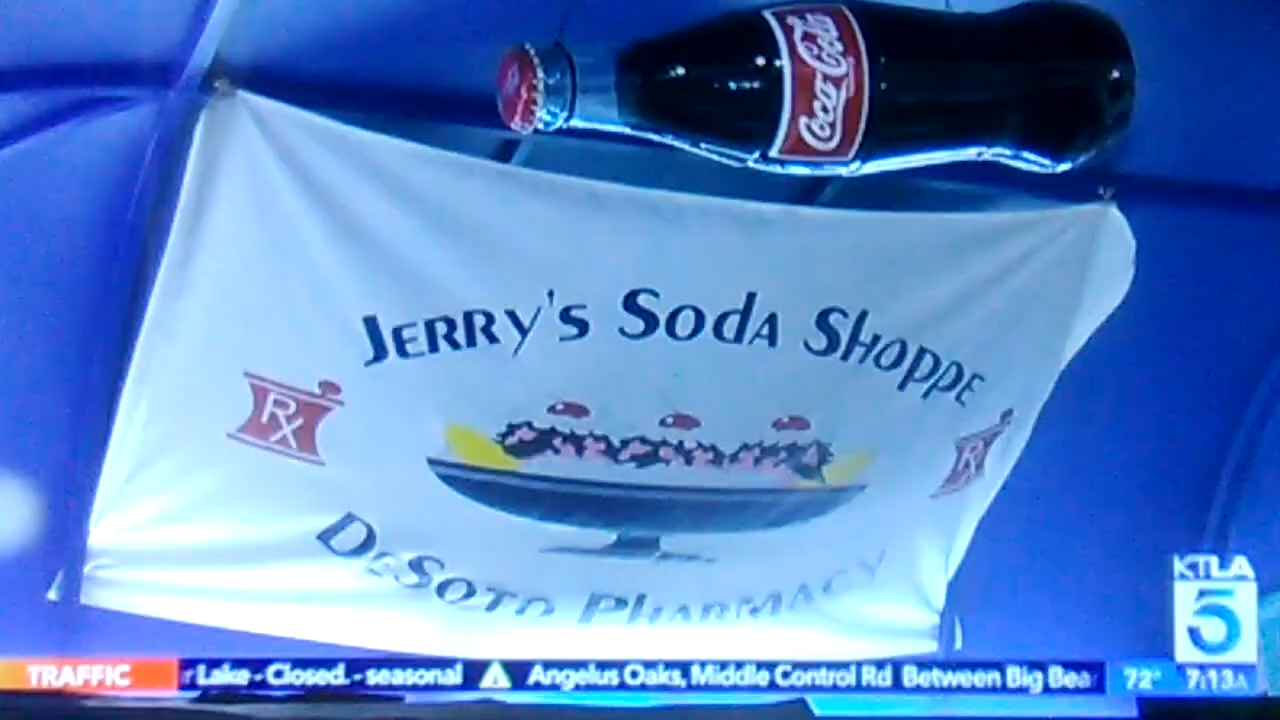 Coca-Cola
Jerry's Soda Shoppe
Rx
Rx
DeSoto Pharmacy
KTLA
5
TRAFFIC
r Lake - Closed. - seasonal
Angelus Oaks, Middle Control Rd Between Big Bea
72°
7:13A